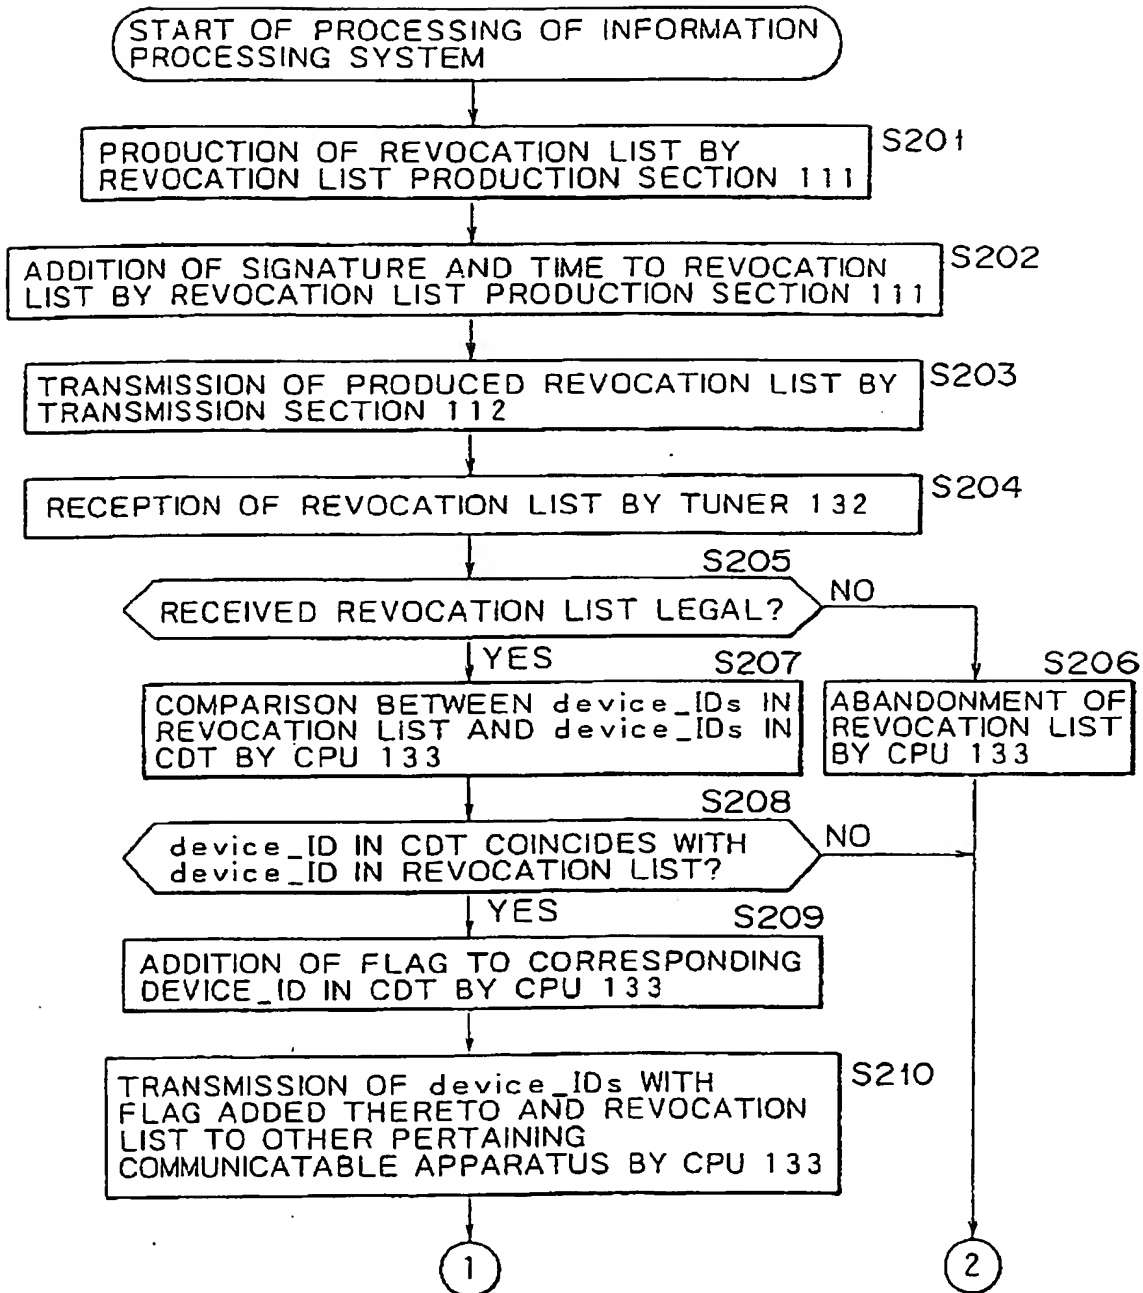 START OF PROCESSING OF INFORMATION
PROCESSING SYSTEM
S201
PRODUCTION OF REVOCATION LIST BY
REVOCATION LIST PRODUCTION SECTION 111
S202
ADDITION OF SIGNATURE AND TIME TO REVOCATION
LIST BY REVOCATION LIST PRODUCTION SECTION 111
S203
TRANSMISSION OF PRODUCED REVOCATION LIST BY
TRANSMISSION SECTION 112
S204
RECEPTION OF REVOCATION LIST BY TUNER 132
S205
RECEIVED REVOCATION LIST LEGAL?
NO
YES
S207
COMPARISON BETWEEN device_IDs IN
REVOCATION LIST AND device_IDs IN
CDT BY CPU 133
S206
ABANDONMENT OF
REVOCATION LIST
BY CPU 133
S208
device_ID IN CDT COINCIDES WITH
device_ID IN REVOCATION LIST?
NO
YES
S209
ADDITION OF FLAG TO CORRESPONDING
DEVICE_ID IN CDT BY CPU 133
S210
TRANSMISSION OF device_IDs WITH
FLAG ADDED THERETO AND REVOCATION
LIST TO OTHER PERTAINING
COMMUNICATABLE APPARATUS BY CPU 133
1
2